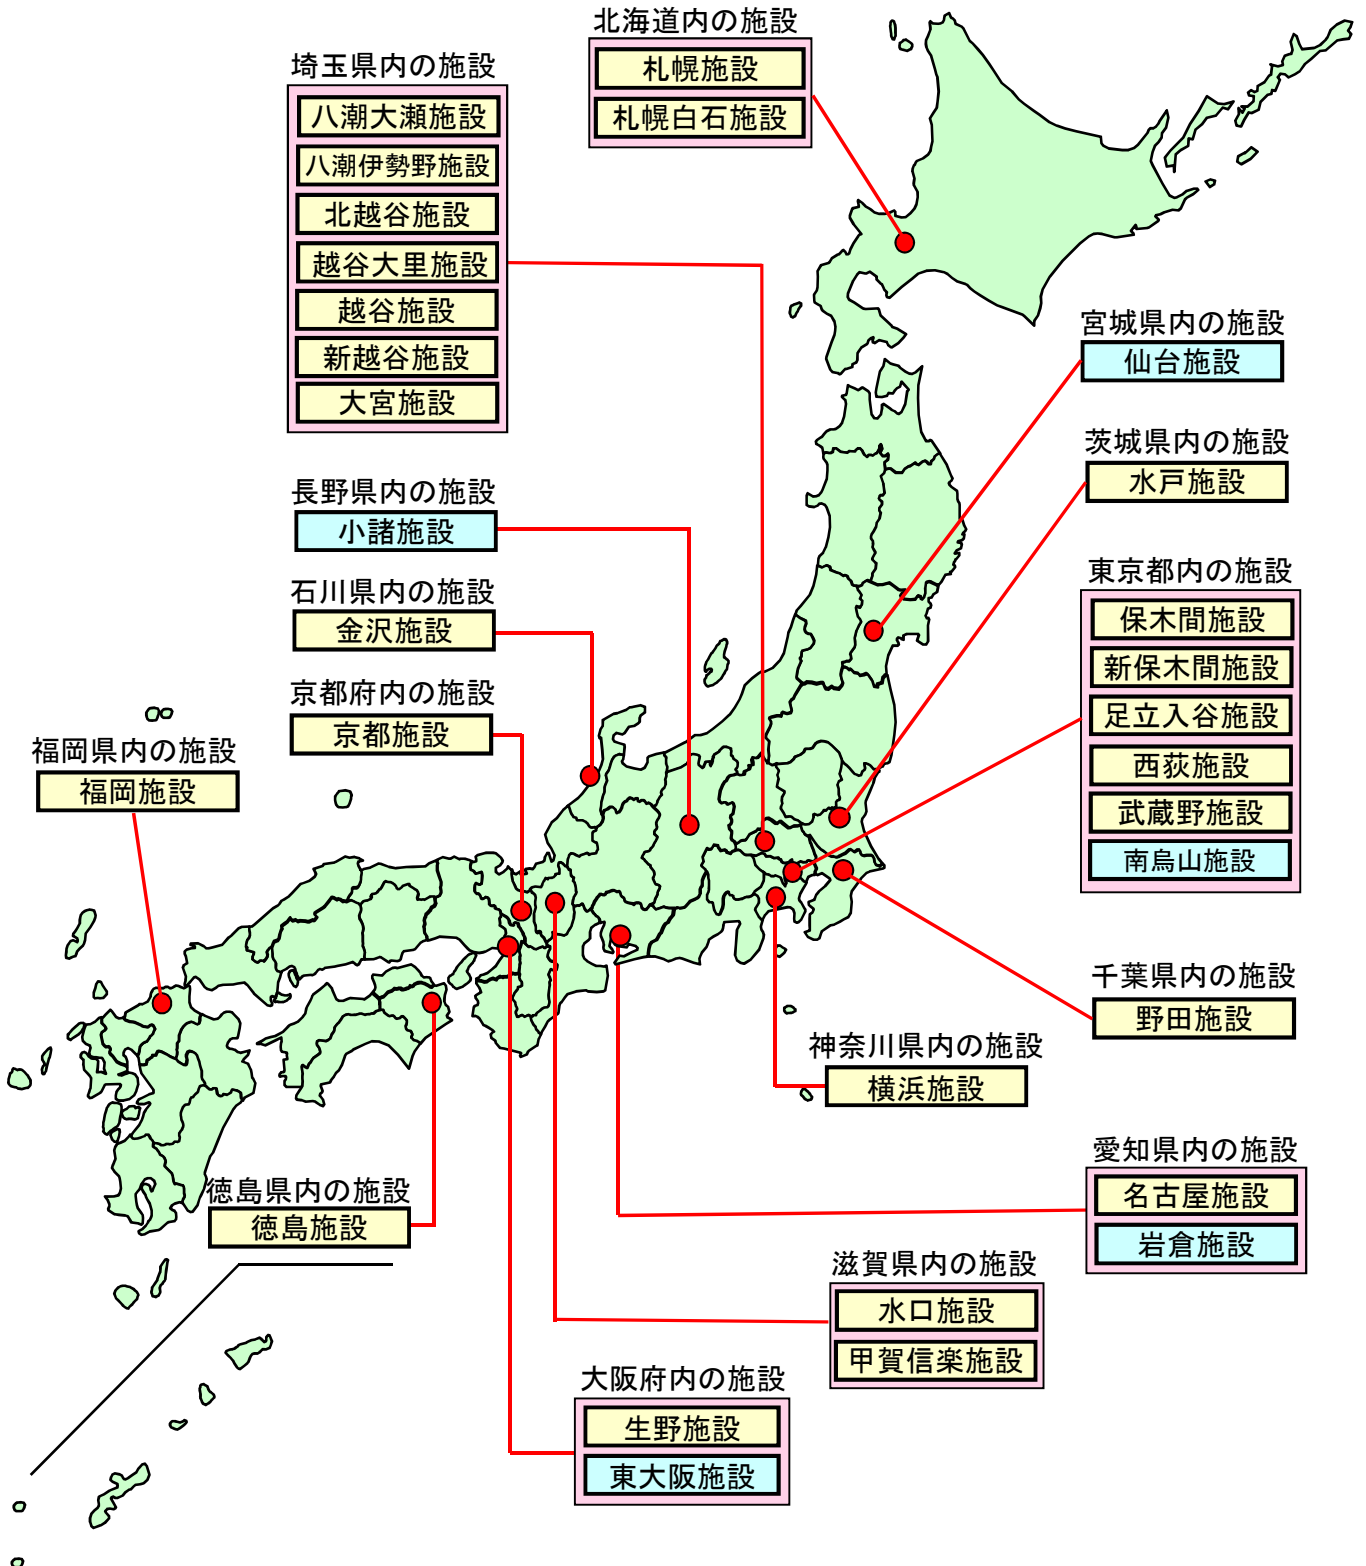 北海道内の施設
札幌施設
札幌白石施設
埼玉県内の施設
八潮大瀬施設
八潮伊勢野施設
北越谷施設
越谷大里施設
越谷施設
新越谷施設
大宮施設
宮城県内の施設
仙台施設
茨城県内の施設
水戸施設
長野県内の施設
小諸施設
東京都内の施設
保木間施設
新保木間施設
足立入谷施設
西荻施設
武蔵野施設
南烏山施設
石川県内の施設
金沢施設
京都府内の施設
京都施設
福岡県内の施設
福岡施設
千葉県内の施設
野田施設
神奈川県内の施設
横浜施設
愛知県内の施設
名古屋施設
岩倉施設
徳島県内の施設
徳島施設
滋賀県内の施設
水口施設
甲賀信楽施設
大阪府内の施設
生野施設
東大阪施設